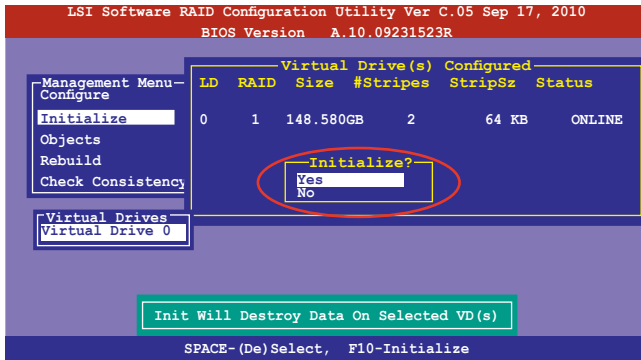 LSI Software RAID Configuration Utility Ver C.05 Sep 17, 2010
BIOS Version A.10.09231523R
Virtual Drive(s) Configured
LD RAID Size #Stripes StripSz Status
0 1 148.580GB 2 64 KB ONLINE
Management Menu
Configure
Initialize
Objects
Rebuild
Check Consistency
Initialize?
Yes
No
Virtual Drives
Virtual Drive 0
Init Will Destroy Data On Selected VD(s)
SPACE-(De)Select, F10-Initialize